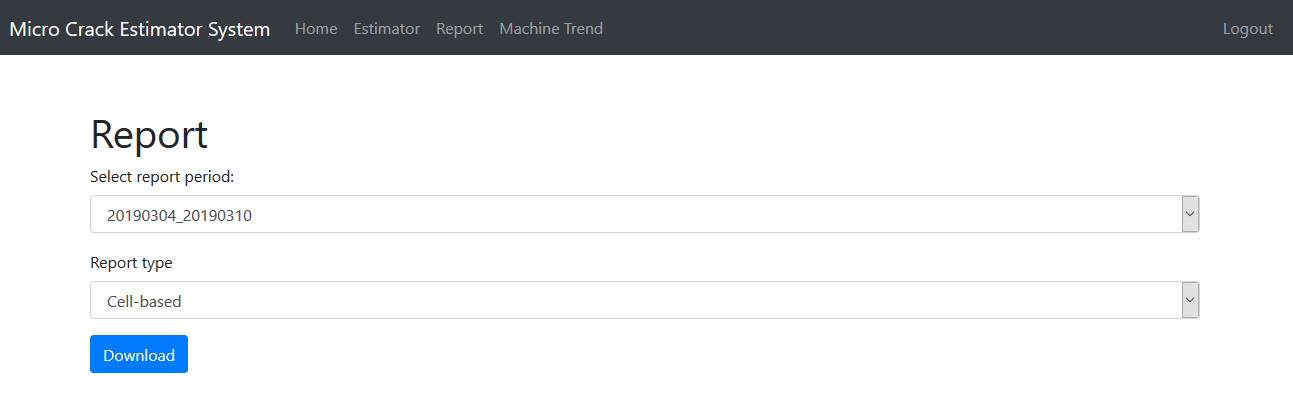 Micro Crack Estimator System Home Estimator Report Machine Trend Logout
Report
Select report period:
20190304_20190310
Report type
Cell-based
Download